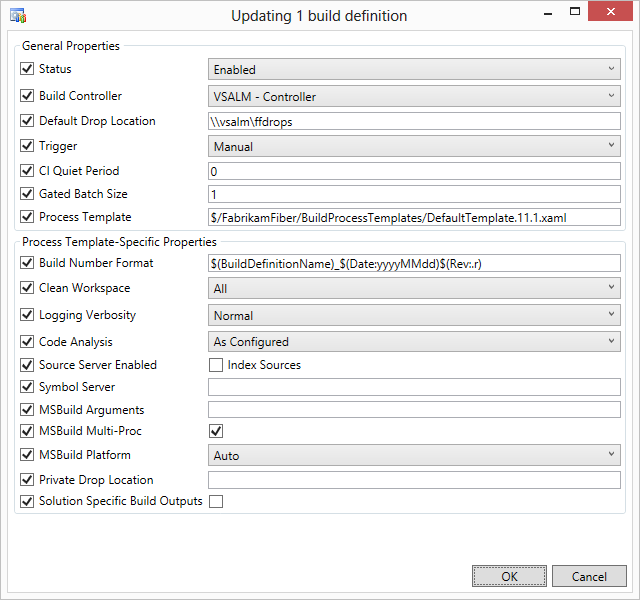 Updating 1 build definition
General Properties
Status Enabled
Build Controller VSALM - Controller
Default Drop Location \\vsalm\ffdrops
Trigger Manual
CI Quiet Period 0
Gated Batch Size 1
Process Template $/FabrikamFiber/BuildProcessTemplates/DefaultTemplate.11.1.xaml
Process Template-Specific Properties
Build Number Format $(BuildDefinitionName)_$(Date:yyyyMMdd)$(Rev:.r)
Clean Workspace All
Logging Verbosity Normal
Code Analysis As Configured
Source Server Enabled Index Sources
Symbol Server
MSBuild Arguments
MSBuild Multi-Proc
MSBuild Platform Auto
Private Drop Location
Solution Specific Build Outputs
OK Cancel